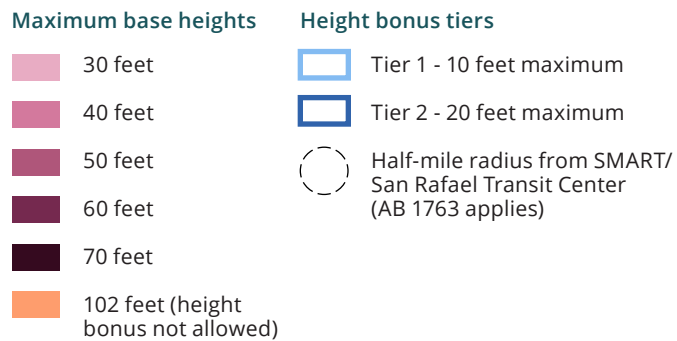 Maximum base heights
30 feet
40 feet
50 feet
60 feet
70 feet
102 feet (height
bonus not allowed)
Height bonus tiers
Tier 1 - 10 feet maximum
Tier 2 - 20 feet maximum
Half-mile radius from SMART/
San Rafael Transit Center
(AB 1763 applies)